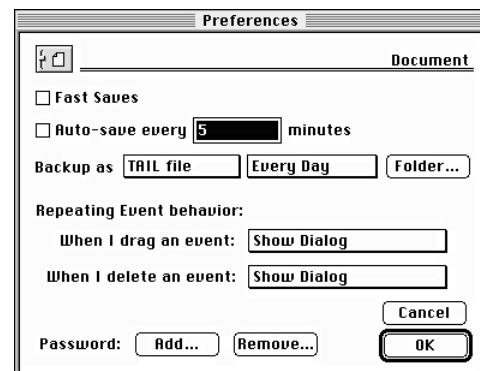 Preferences
Document
Fast Saves
Auto-save every 5 minutes
Backup as TAIL file Every Day Folder...
Repeating Event behavior:
When I drag an event: Show Dialog
When I delete an event: Show Dialog
Cancel
Password: Add... Remove... OK